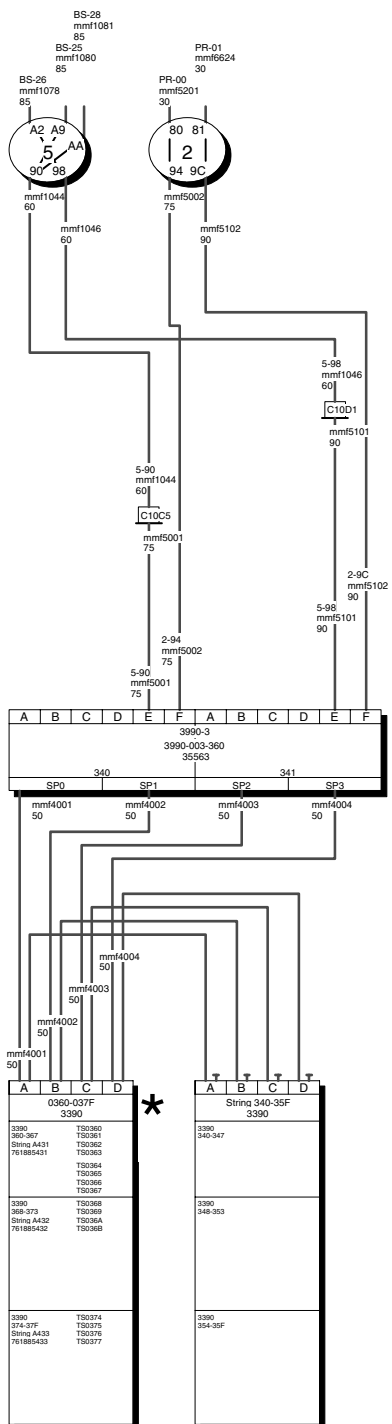 BS-28
mmf1081
85
BS-25
mmf1080
85
BS-26
mmf1078
85
PR-01
mmf6624
30
PR-00
mmf5201
30
A2 A9
AA
5
90 98
80 81
2
94 9C
mmf1044
60
mmf1046
60
mmf5002
75
mmf5102
90
5-98
mmf1046
60
C10D1
mmf5101
90
5-90
mmf1044
60
C10C5
mmf5001
75
2-9C
mmf5102
90
5-98
mmf5101
90
2-94
mmf5002
75
5-90
mmf5001
75
A B C D E F A B C D E F
3990-3
3990-003-360
35563
340 341
SP0 SP1 SP2 SP3
mmf4001
50
mmf4002
50
mmf4003
50
mmf4004
50
mmf4004
50
mmf4003
50
mmf4002
50
mmf4001
50
A B C D
0360-037F
3390
*
3390
360-367
String A431
761885431
TS0360
TS0361
TS0362
TS0363
TS0364
TS0365
TS0366
TS0367
3390
368-373
String A432
761885432
TS0368
TS0369
TS036A
TS036B
3390
374-37F
String A433
761885433
TS0374
TS0375
TS0376
TS0377
A B C D
String 340-35F
3390
3390
340-347
3390
348-353
3390
354-35F